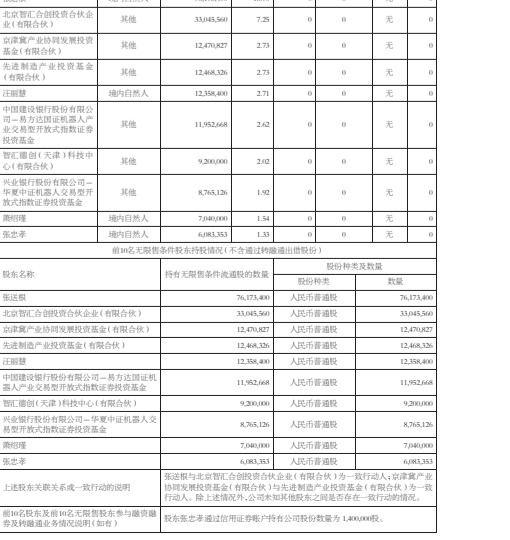 北京智汇合创投资合伙企 其他 33,045,560 7.25 0 0 无 0
业(有限合伙)
京津冀产业协同发展投资 其他 12,470,827 2.73 0 0 无 0
基金(有限合伙)
先进制造产业投资基金 其他 12,468,326 2.73 0 0 无 0
(有限合伙)
汪丽慧 境内自然人 12,358,400 2.71 0 0 无 0
中国建设银行股份有限公
司-易方达国证机器人产 其他 11,952,668 2.62 0 0 无 0
业交易型开放式指数证券
投资基金
智汇德创(天津)科技中 其他 9,200,000 2.02 0 0 无 0
心(有限合伙)
兴业银行股份有限公司-
华夏中证机器人交易型开 其他 8,765,126 1.92 0 0 无 0
放式指数证券投资基金
萧绍瑾 境内自然人 7,040,000 1.54 0 0 无 0
张忠孝 境内自然人 6,083,353 1.33 0 0 无 0
前10名无限售条件股东持股情况(不含通过转融通出借股份)
股东名称 持有无限售条件流通股的数量 股份种类及数量
股份种类 数量
张送根 76,173,400 人民币普通股 76,173,400
北京智汇合创投资合伙企业(有限合伙) 33,045,560 人民币普通股 33,045,560
京津冀产业协同发展投资基金(有限合伙) 12,470,827 人民币普通股 12,470,827
先进制造产业投资基金(有限合伙) 12,468,326 人民币普通股 12,468,326
汪丽慧 12,358,400 人民币普通股 12,358,400
中国建设银行股份有限公司-易方达国证机 11,952,668 人民币普通股 11,952,668
器人产业交易型开放式指数证券投资基金
智汇德创(天津)科技中心(有限合伙) 9,200,000 人民币普通股 9,200,000
兴业银行股份有限公司-华夏中证机器人交 8,765,126 人民币普通股 8,765,126
易型开放式指数证券投资基金
萧绍瑾 7,040,000 人民币普通股 7,040,000
张忠孝 6,083,353 人民币普通股 6,083,353
上述股东关联关系或一致行动的说明
张送根与北京智汇合创投资合伙企业(有限合伙)为一致行动人;京津冀产业
协同发展投资基金(有限合伙)与先进制造产业投资基金(有限合伙)为一致
行动人。除上述情况外,公司未知其他股东之间是否存在一致行动的情况。
前10名股东及前10名无限售股东参与融资融
券及转融通业务情况说明(如有)
股东张忠孝通过信用证券帐户持有公司股份数量为 1,400,000股。